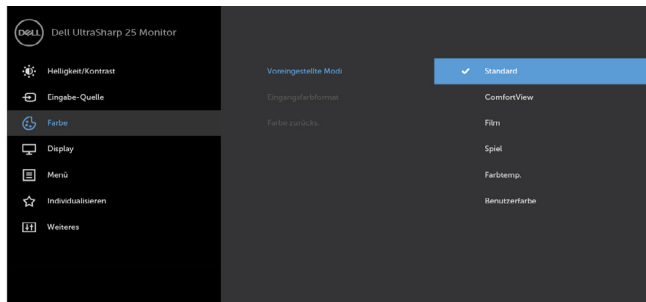 DELL Dell UltraSharp 25 Monitor
Helligkeit/Kontrast
Eingabe-Quelle
Farbe
Display
Menü
Individualisieren
Weiteres
Voreingestellte Modi
Eingangsfarbformat
Farbe zurücks.
Standard
ComfortView
Film
Spiel
Farbtemp.
Benutzerfarbe